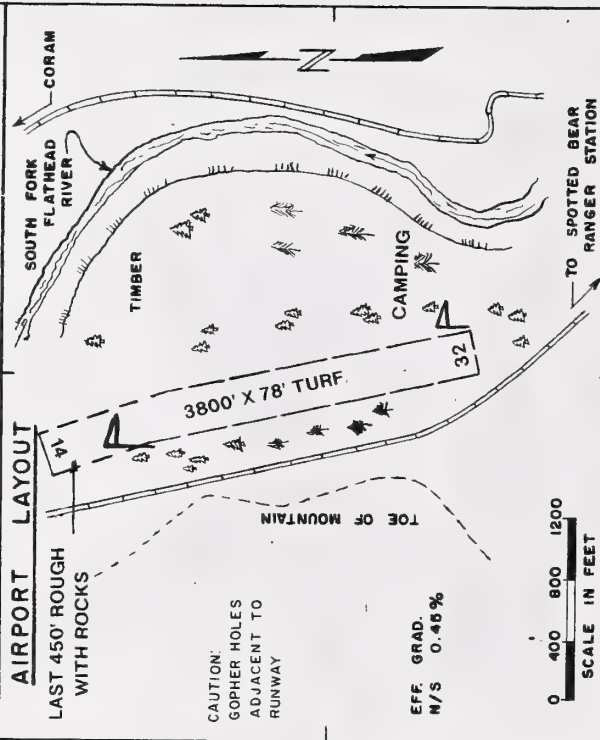 AIRPORT LAYOUT
LAST 450' ROUGH
WITH ROCKS
CAUTION:
GOPHER HOLES
ADJACENT TO
RUNWAY
EFF. GRAD.
N/S 0.45%
0 400 800 1200
SCALE IN FEET
TOE OF MOUNTAIN
14
3800' X 78' TURF
32
TIMBER
CAMPING
SOUTH FORK
FLATHEAD
RIVER
CORAM
N
TO SPOTTED BEAR
RANGER STATION